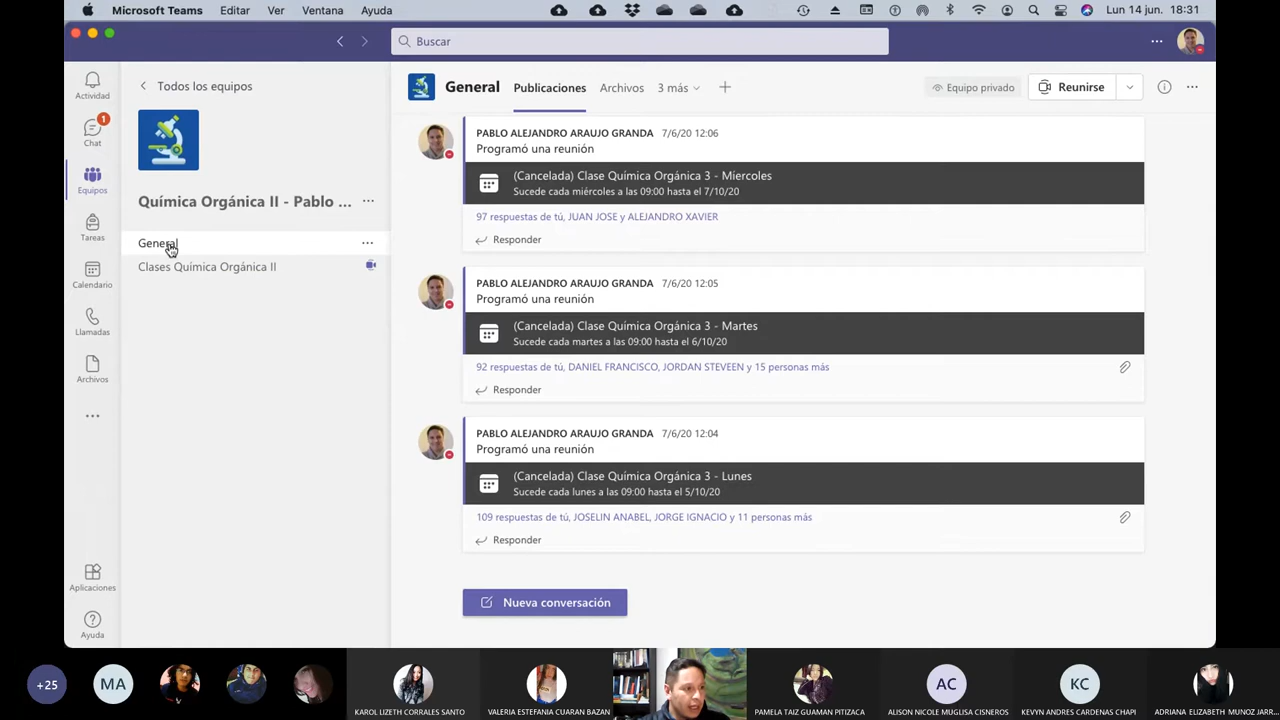 Microsoft Teams Editar Ver Ventana Ayuda Lun 14 jun. 18:31
Buscar
Actividad
Chat
1
Equipos
Tareas
Calendario
Llamadas
Archivos
Aplicaciones
Ayuda
Todos los equipos
Química Orgánica II - Pablo ...
General
Clases Química Orgánica II
General Publicaciones Archivos 3 más Equipo privado Reunirse
PABLO ALEJANDRO ARAUJO GRANDA 7/6/20 12:06
Programó una reunión
(Cancelada) Clase Química Orgánica 3 - Miercoles
Sucede cada miércoles a las 09:00 hasta el 7/10/20
97 respuestas de tú, JUAN JOSE y ALEJANDRO XAVIER
Responder
PABLO ALEJANDRO ARAUJO GRANDA 7/6/20 12:05
Programó una reunión
(Cancelada) Clase Química Orgánica 3 - Martes
Sucede cada martes a las 09:00 hasta el 6/10/20
92 respuestas de tú, DANIEL FRANCISCO, JORDAN STEVEEN y 15 personas más
Responder
PABLO ALEJANDRO ARAUJO GRANDA 7/6/20 12:04
Programó una reunión
(Cancelada) Clase Química Orgánica 3 - Lunes
Sucede cada lunes a las 09:00 hasta el 5/10/20
109 respuestas de tú, JOSELIN ANABEL, JORGE IGNACIO y 11 personas más
Responder
Nueva conversación
+25 MA AC KC
KAROL LIZETH CORRALES SANTO VALERIA ESTEFANIA CUARAN BAZAN PAMELA TAIZ GUAMAN PITIZACA ALISON NICOLE MUGLISA CISNEROS KEVYN ANDRES CARDENAS CHAPI ADRIANA ELIZABETH MUNOZ JARR...